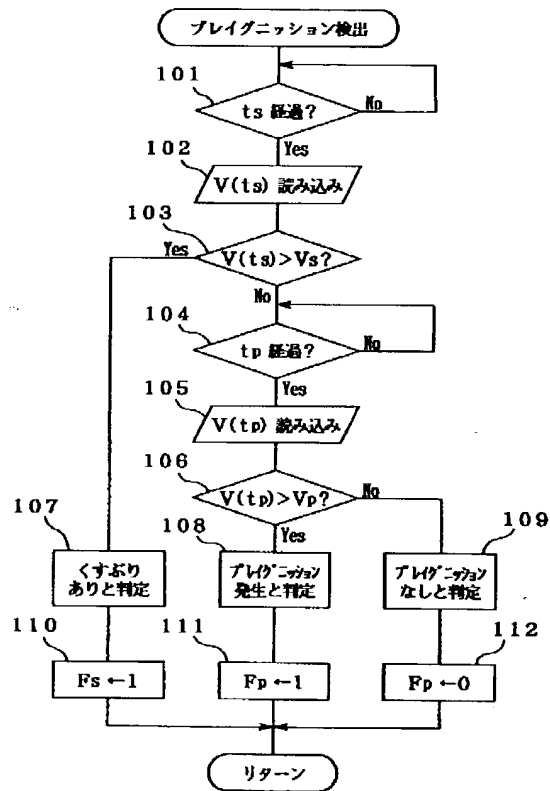 プレイグニッション検出
101
ts 経過?
No
Yes
102
V(ts) 読み込み
103
Yes
V(ts)>Vs?
No
104
tp 経過?
No
Yes
105
V(tp) 読み込み
106
V(tp)>Vp?
No
Yes
107
108
109
くすぶり
ありと判定
プレイグニッション
発生と判定
プレイグニッション
なしと判定
110
111
112
Fs ←1
Fp ←1
Fp ←0
リターン